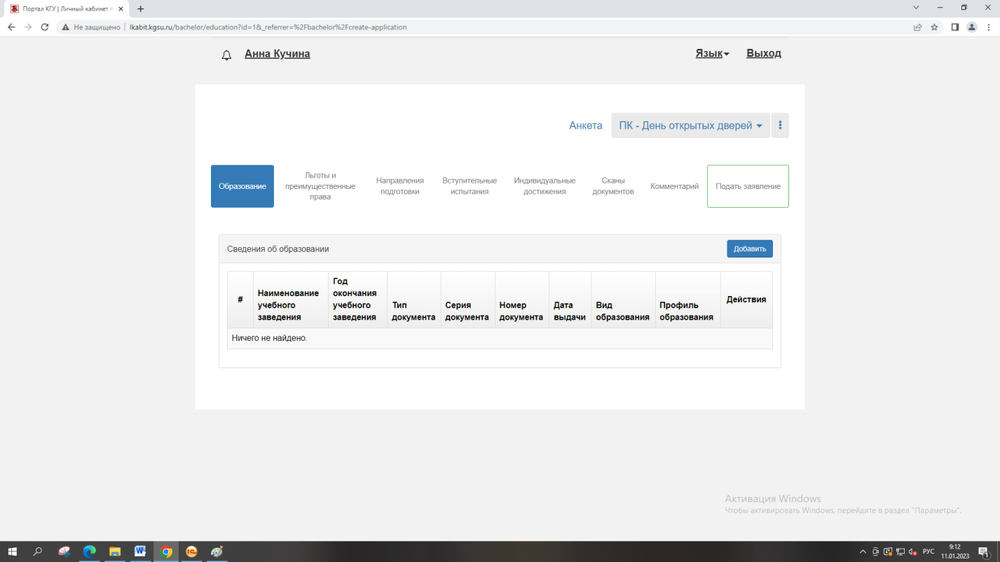 Портал КГУ | Личный кабинет п
Не защищено | lkabit.kgsu.ru/bachelor/education?id=1&_referrer=%2Fbachelor%2Fcreate-application
Анна Кучина
Язык
Выход
Анкета
ПК - День открытых дверей
Образование
Льготы и
преимущественные
права
Направления
подготовки
Вступительные
испытания
Индивидуальные
достижения
Сканы
документов
Комментарий
Подать заявление
Сведения об образовании
Добавить
#
Наименование
учебного
заведения
Год
окончания
учебного
заведения
Тип
документа
Серия
документа
Номер
документа
Дата
выдачи
Вид
образования
Профиль
образования
Действия
Ничего не найдено.
Активация Windows
Чтобы активировать Windows, перейдите в раздел "Параметры".
РУС
9:12
11.01.2023
1